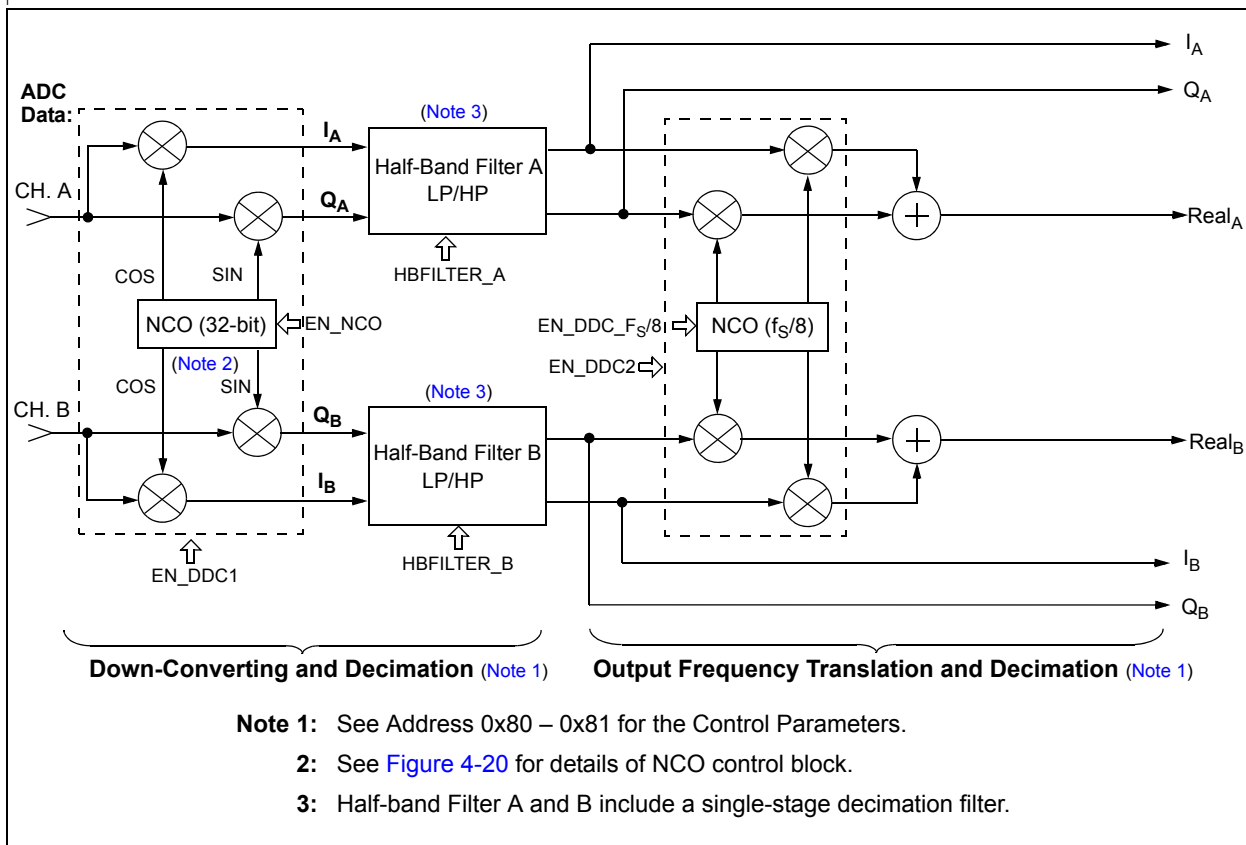 I_A
Q_A
ADC
Data:
(Note 3)
I_A
Half-Band Filter A
LP/HP
CH. A
Q_A
Real_A
HBFILTER_A
COS
SIN
NCO (32-bit)
EN_NCO
EN_DDC_F_S/8
NCO (f_S/8)
(Note 2)
EN_DDC2
COS
SIN
(Note 3)
CH. B
Q_B
Half-Band Filter B
LP/HP
Real_B
I_B
HBFILTER_B
EN_DDC1
I_B
Q_B
Down-Converting and Decimation (Note 1)
Output Frequency Translation and Decimation (Note 1)
Note 1: See Address 0x80 – 0x81 for the Control Parameters.
2: See Figure 4-20 for details of NCO control block.
3: Half-band Filter A and B include a single-stage decimation filter.